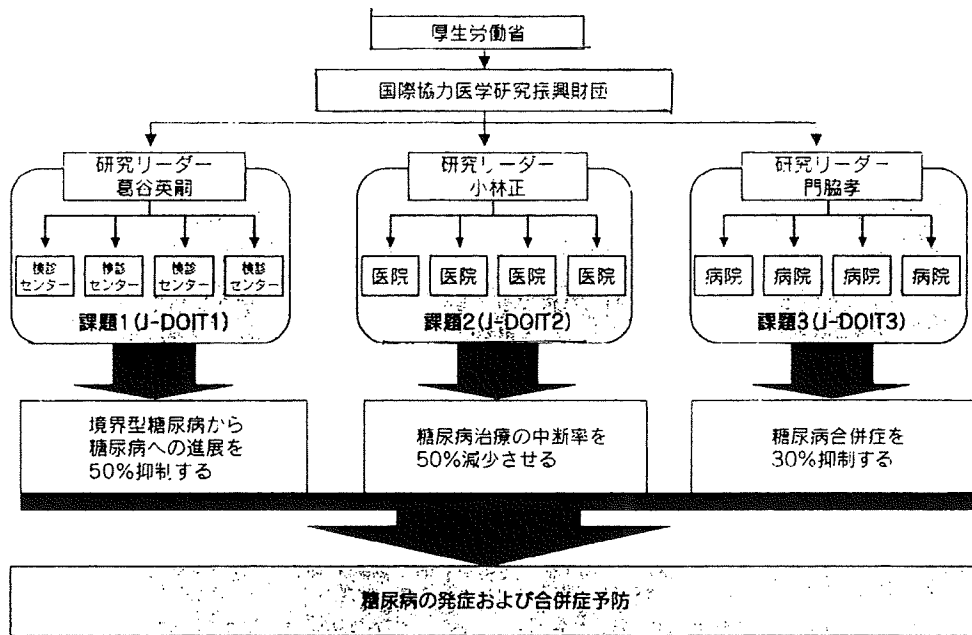 厚生労働省
国際協力医学研究振興財団
研究リーダー
葛谷英嗣
研究リーダー
小林正
研究リーダー
門脇孝
検診
センター
検診
センター
検診
センター
検診
センター
医院
医院
医院
医院
病院
病院
病院
病院
課題1(J-DOIT1)
課題2(J-DOIT2)
課題3(J-DOIT3)
境界型糖尿病から
糖尿病への進展を
50%抑制する
糖尿病治療の中断率を
50%減少させる
糖尿病合併症を
30%抑制する
糖尿病の発症および合併症予防